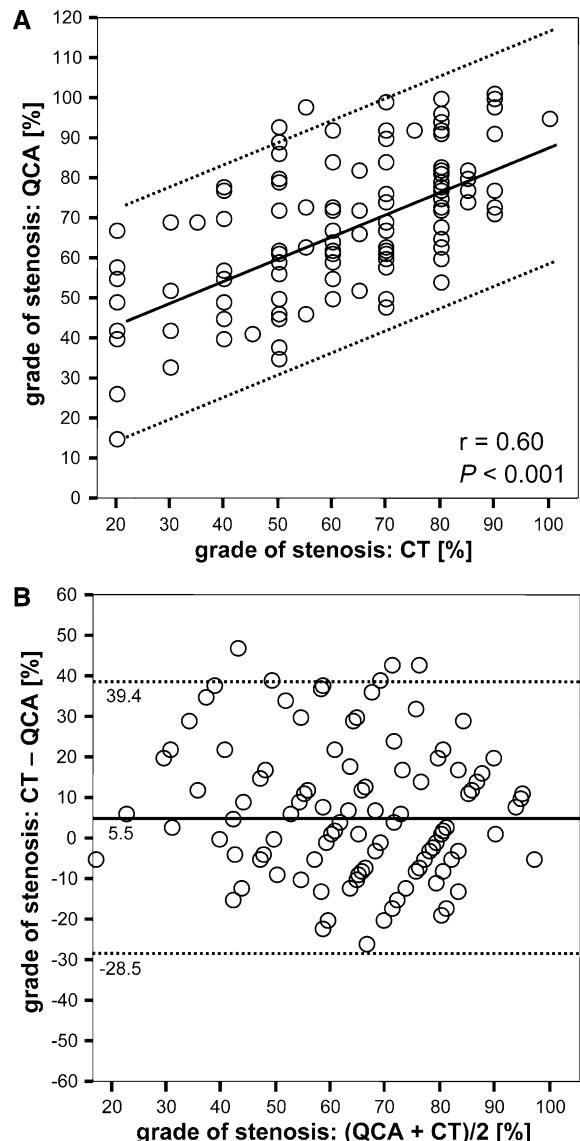 A
120
110
100
90
80
70
60
50
40
30
20
10
0
grade of stenosis: QCA [%]
r = 0.60
P < 0.001
20 30 40 50 60 70 80 90 100
grade of stenosis: CT [%]
B
60
50
40
30
20
10
0
-10
-20
-30
-40
-50
-60
grade of stenosis: CT – QCA [%]
39.4
5.5
-28.5
20 30 40 50 60 70 80 90 100
grade of stenosis: (QCA + CT)/2 [%]